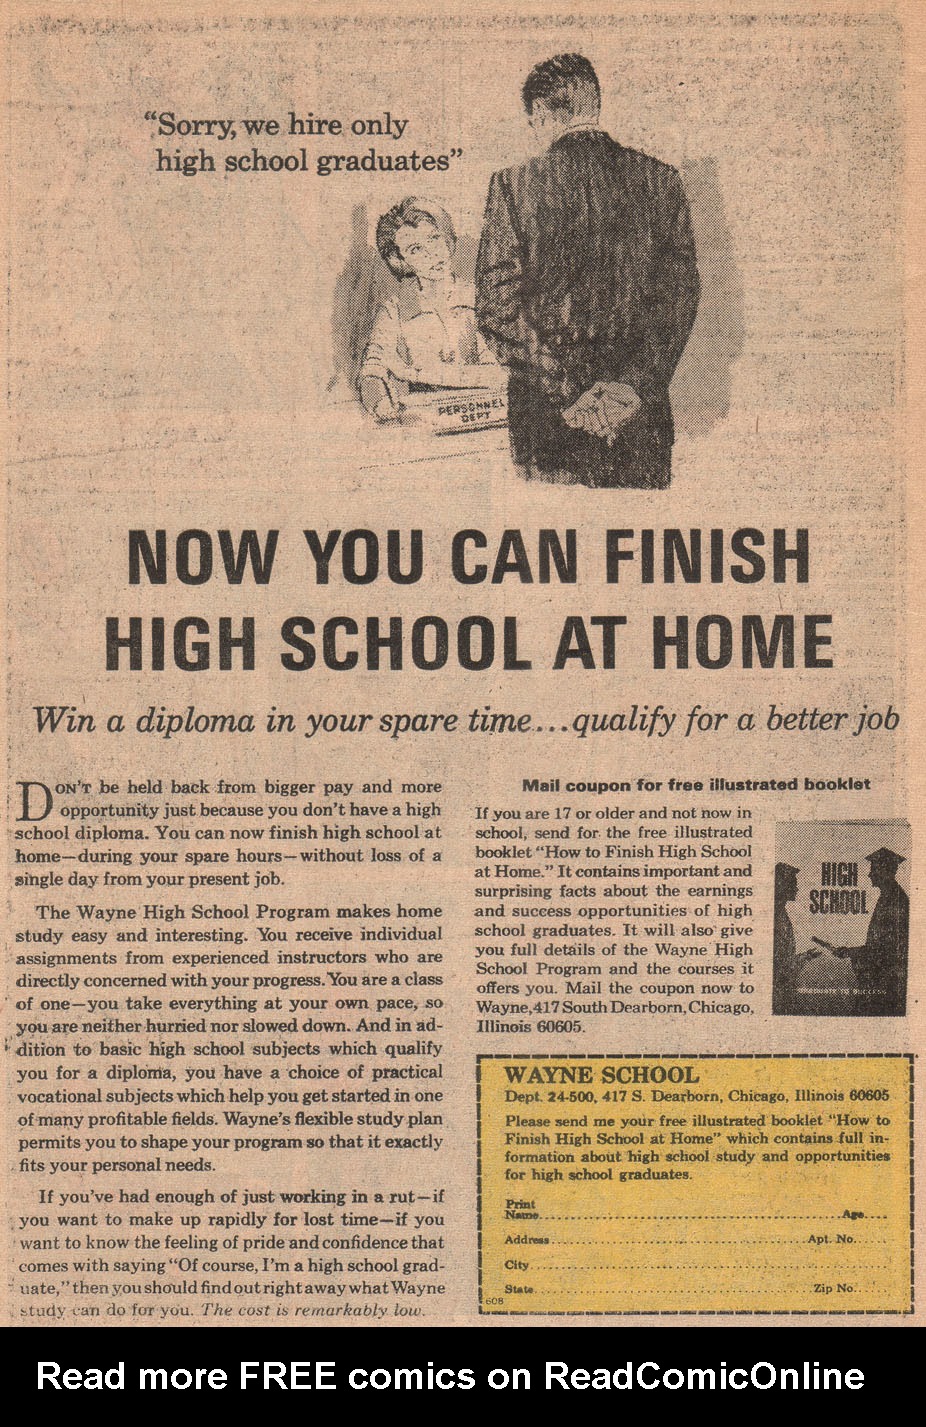 “Sorry, we hire only
high school graduates”
PERSONNEL
DEPT
NOW YOU CAN FINISH
HIGH SCHOOL AT HOME
Win a diploma in your spare time...qualify for a better job
DON'T be held back from bigger pay and more
opportunity just because you don't have a high
school diploma. You can now finish high school at
home—during your spare hours—without loss of a
single day from your present job.
The Wayne High School Program makes home
study easy and interesting. You receive individual
assignments from experienced instructors who are
directly concerned with your progress. You are a class
of one—you take everything at your own pace, so
you are neither hurried nor slowed down. And in ad-
dition to basic high school subjects which qualify
you for a diploma, you have a choice of practical
vocational subjects which help you get started in one
of many profitable fields. Wayne's flexible study plan
permits you to shape your program so that it exactly
fits your personal needs.
If you've had enough of just working in a rut—if
you want to make up rapidly for lost time—if you
want to know the feeling of pride and confidence that
comes with saying “Of course, I'm a high school grad-
uate,” then you should find out right away what Wayne
study can do for you. The cost is remarkably low.
Mail coupon for free illustrated booklet
If you are 17 or older and not now in
school, send for the free illustrated
booklet “How to Finish High School
at Home.” It contains important and
surprising facts about the earnings
and success opportunities of high
school graduates. It will also give
you full details of the Wayne High
School Program and the courses it
offers you. Mail the coupon now to
Wayne, 417 South Dearborn, Chicago,
Illinois 60605.
HIGH
SCHOOL
GRADUATE TO SUCCESS
WAYNE SCHOOL
Dept. 24-500, 417 S. Dearborn, Chicago, Illinois 60605
Please send me your free illustrated booklet “How to
Finish High School at Home” which contains full in-
formation about high school study and opportunities
for high school graduates.
Print
Name Age
Address Apt. No.
City
State Zip No.
608
Read more FREE comics on ReadComicOnline